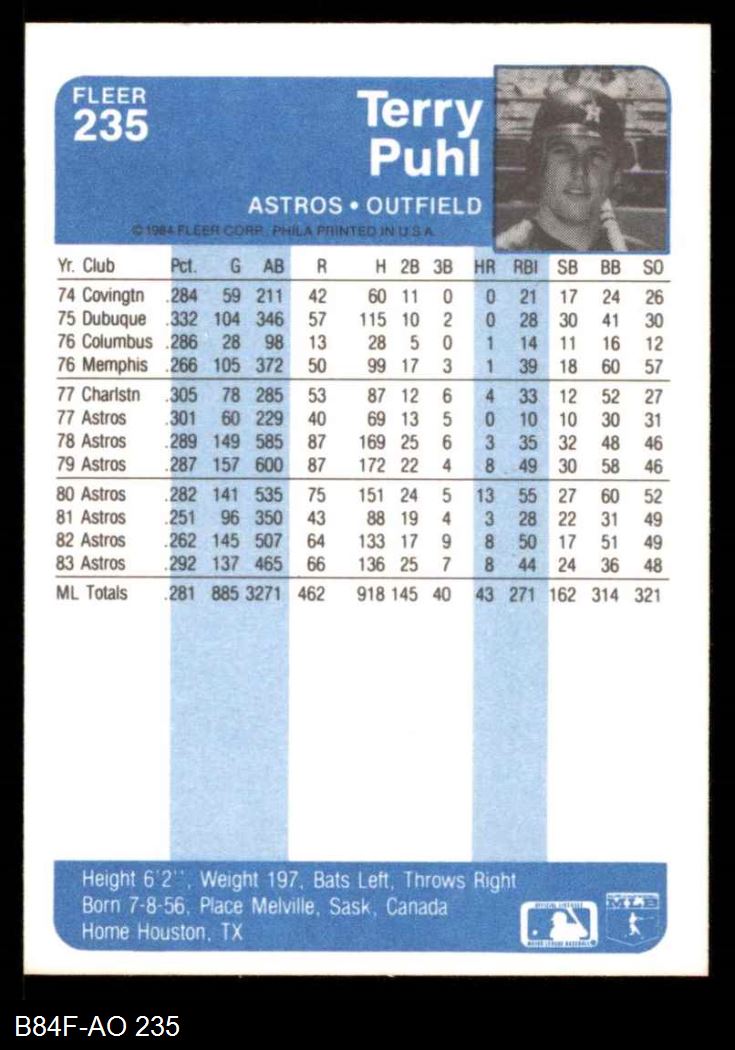 FLEER
235
Terry
Puhl
ASTROS • OUTFIELD
© 1984 FLEER CORP. PHILA PRINTED IN U.S.A.
Yr. Club Pct. G AB R H 2B 3B HR RBI SB BB SO
74 Covingtn .284 59 211 42 60 11 0 0 21 17 24 26
75 Dubuque .332 104 346 57 115 10 2 0 28 30 41 30
76 Columbus .286 28 98 13 28 5 0 1 14 11 16 12
76 Memphis .266 105 372 50 99 17 3 1 39 18 60 57
77 Charlstn .305 78 285 53 87 12 6 4 33 12 52 27
77 Astros .301 60 229 40 69 13 5 0 10 10 30 31
78 Astros .289 149 585 87 169 25 6 3 35 32 48 46
79 Astros .287 157 600 87 172 22 4 8 49 30 58 46
80 Astros .282 141 535 75 151 24 5 13 55 27 60 52
81 Astros .251 96 350 43 88 19 4 3 28 22 31 49
82 Astros .262 145 507 64 133 17 9 8 50 17 51 49
83 Astros .292 137 465 66 136 25 7 8 44 24 36 48
ML Totals .281 885 3271 462 918 145 40 43 271 162 314 321
Height 6'2'', Weight 197, Bats Left, Throws Right
Born 7-8-56, Place Melville, Sask, Canada
Home Houston, TX
MLB
B84F-AO 235